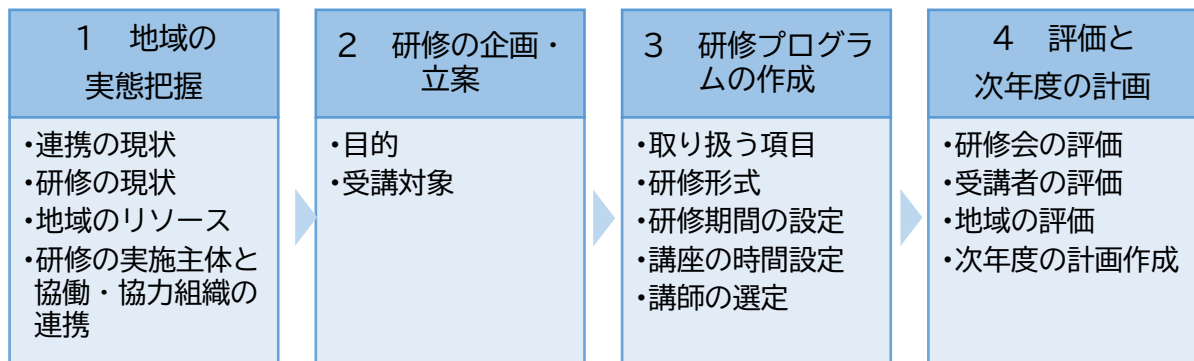 1　地域の
実態把握
・連携の現状
・研修の現状
・地域のリソース
・研修の実施主体と
協働・協力組織の
連携
2　研修の企画・
立案
・目的
・受講対象
3　研修プログラ
ムの作成
・取り扱う項目
・研修形式
・研修期間の設定
・講座の時間設定
・講師の選定
4　評価と
次年度の計画
・研修会の評価
・受講者の評価
・地域の評価
・次年度の計画作成